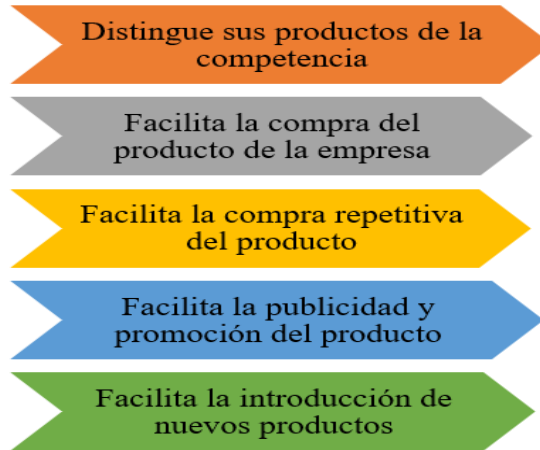 Distingue sus productos de la
competencia
Facilita la compra del
producto de la empresa
Facilita la compra repetitiva
del producto
Facilita la publicidad y
promoción del producto
Facilita la introducción de
nuevos productos